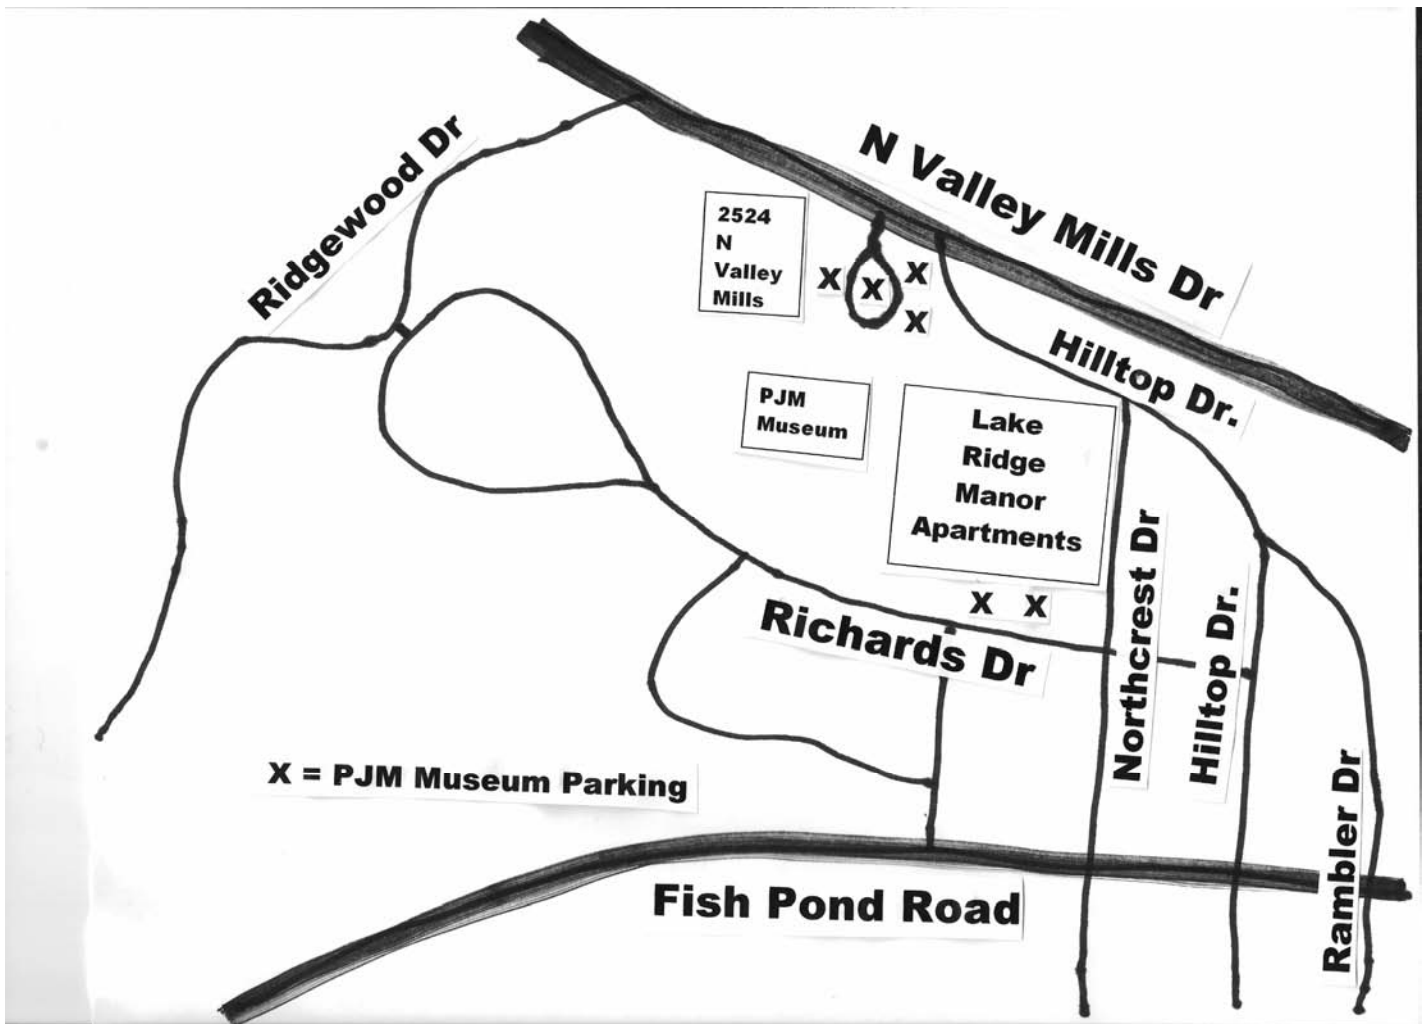 N Valley Mills Dr
Ridgewood Dr
2524
N
Valley
Mills
X
X
X
X
Hilltop Dr.
PJM
Museum
Lake
Ridge
Manor
Apartments
X X
Richards Dr
Northcrest Dr
Hilltop Dr.
X = PJM Museum Parking
Rambler Dr
Fish Pond Road